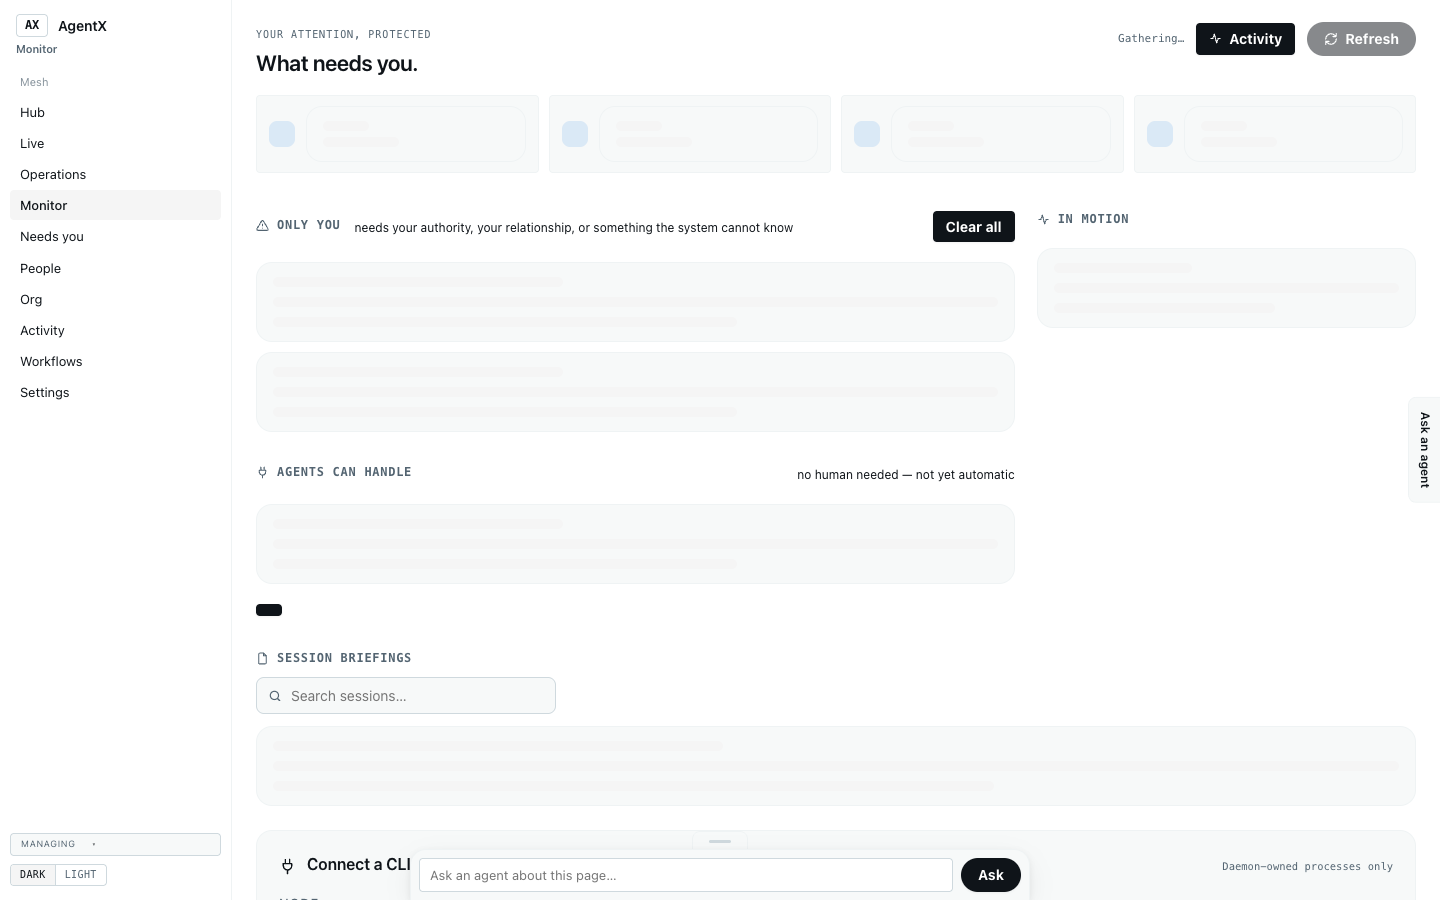 AX AgentX
Monitor
Mesh
Hub
Live
Operations
Monitor
Needs you
People
Org
Activity
Workflows
Settings
MANAGING
DARK LIGHT
YOUR ATTENTION, PROTECTED
What needs you.
Gathering…
Activity
Refresh
ONLY YOU needs your authority, your relationship, or something the system cannot know
Clear all
IN MOTION
AGENTS CAN HANDLE
no human needed — not yet automatic
SESSION BRIEFINGS
Search sessions…
Connect a CLI
Daemon-owned processes only
Ask an agent about this page…
Ask
Ask an agent